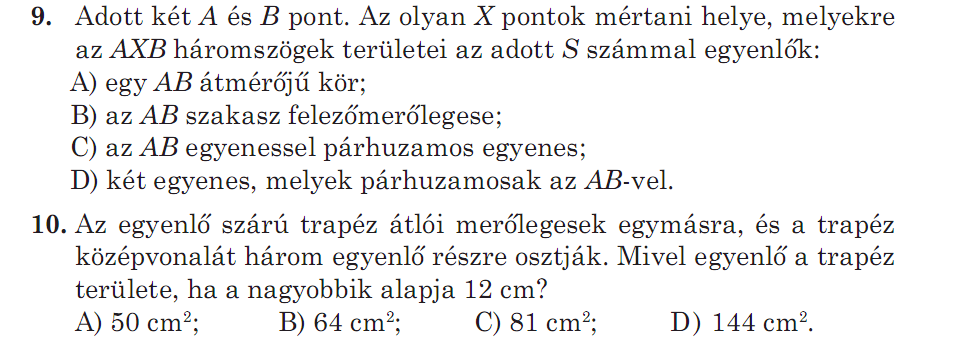 9. Adott két A és B pont. Az olyan X pontok mértani helye, melyekre
az AXB háromszögek területei az adott S számmal egyenlők:
A) egy AB átmérőjű kör;
B) az AB szakasz felezőmerőlegese;
C) az AB egyenessel párhuzamos egyenes;
D) két egyenes, melyek párhuzamosak az AB-vel.
10. Az egyenlő szárú trapéz átlói merőlegesek egymásra, és a trapéz
középvonalát három egyenlő részre osztják. Mivel egyenlő a trapéz
területe, ha a nagyobbik alapja 12 cm?
A) 50 cm²; B) 64 cm²; C) 81 cm²; D) 144 cm².